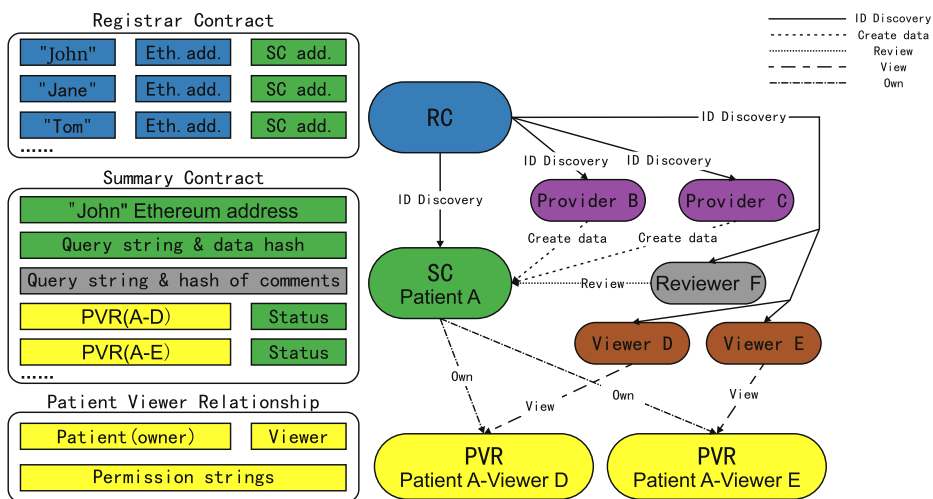 Registrar Contract
"John" Eth. add. SC add.
"Jane" Eth. add. SC add.
"Tom" Eth. add. SC add.
......
Summary Contract
"John" Ethereum address
Query string & data hash
Query string & hash of comments
PVR(A-D) Status
PVR(A-E) Status
......
Patient Viewer Relationship
Patient(owner) Viewer
Permission strings
ID Discovery
Create data
Review
View
Own
RC
ID Discovery
ID Discovery
ID Discovery
ID Discovery
Provider B
Provider C
Create data
Create data
SC
Patient A
Review
Reviewer F
Viewer D
Viewer E
Own
View
Own
View
PVR
Patient A-Viewer D
PVR
Patient A-Viewer E